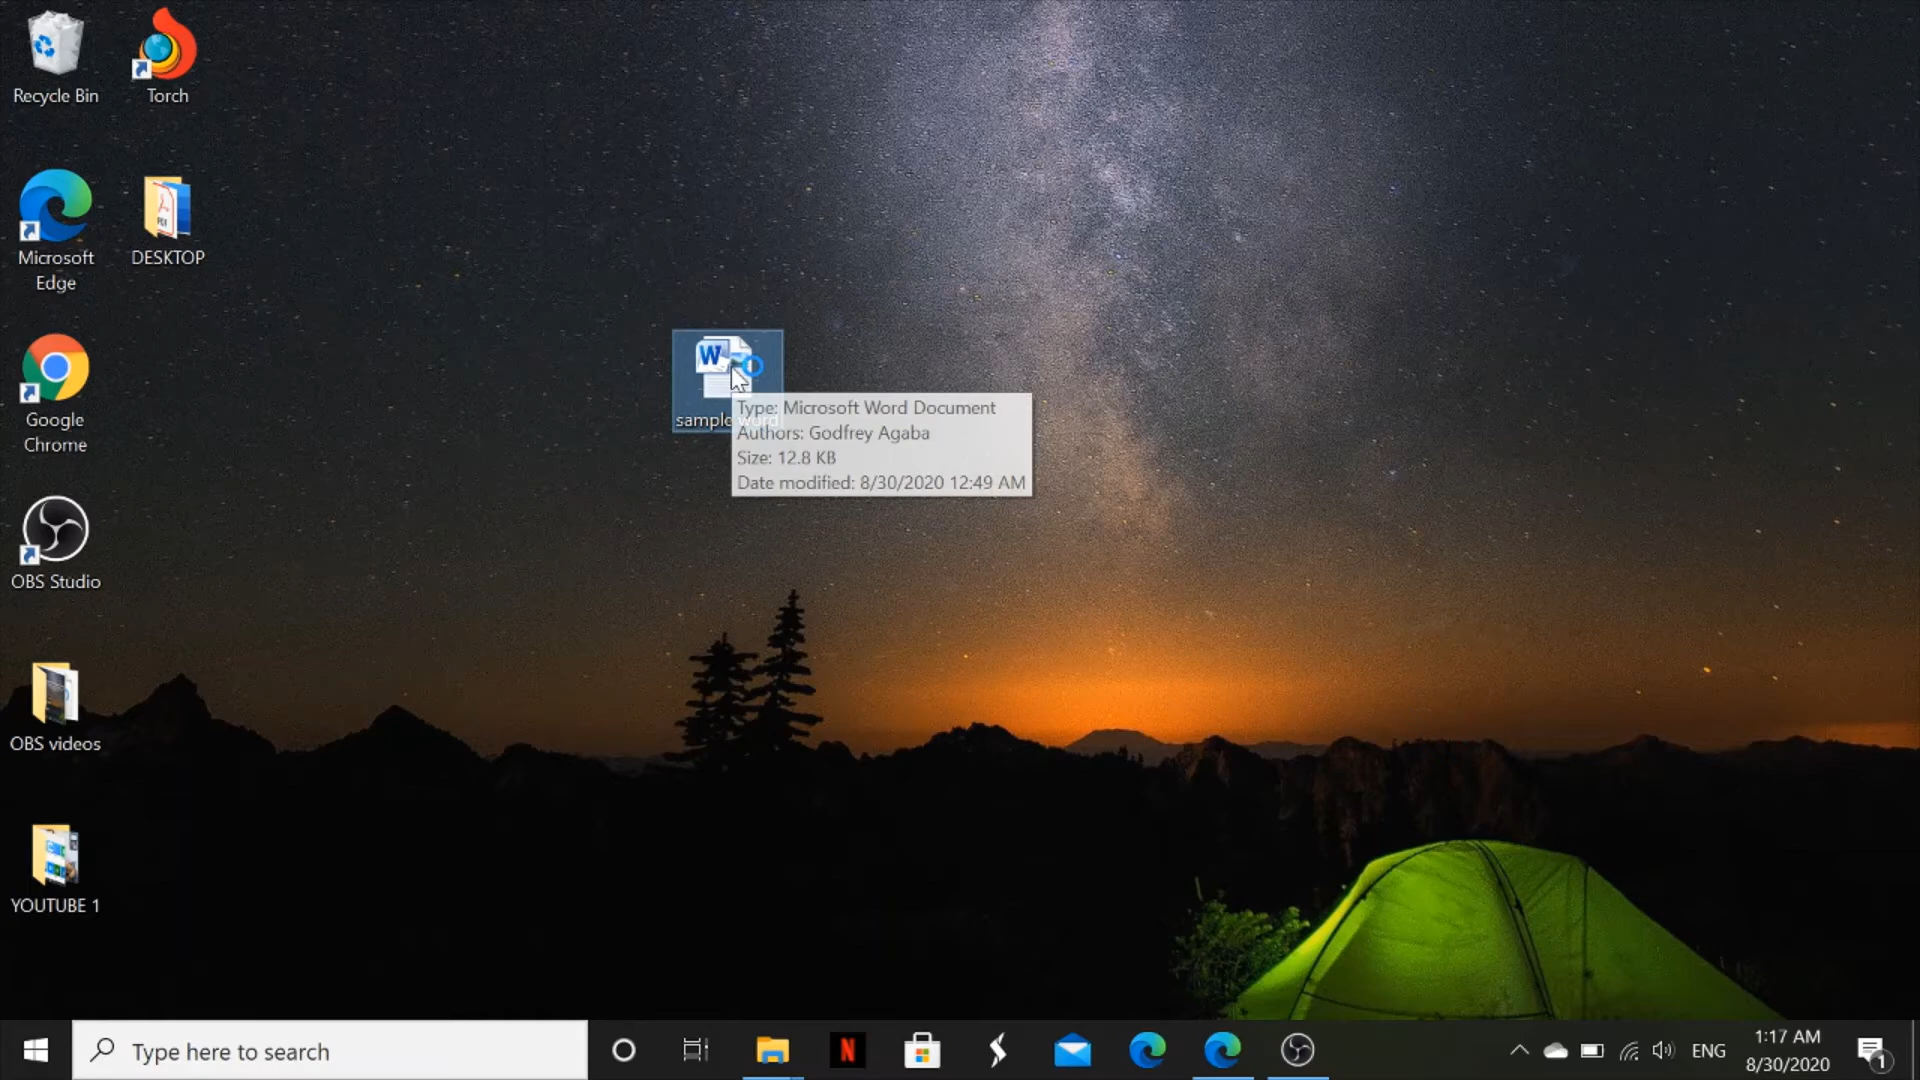 Recycle Bin
Torch
Microsoft
Edge
DESKTOP
Google
Chrome
W
sample word
Type: Microsoft Word Document
Authors: Godfrey Agaba
Size: 12.8 KB
Date modified: 8/30/2020 12:49 AM
OBS Studio
OBS videos
YOUTUBE 1
Type here to search
N
ENG
1:17 AM
8/30/2020
1